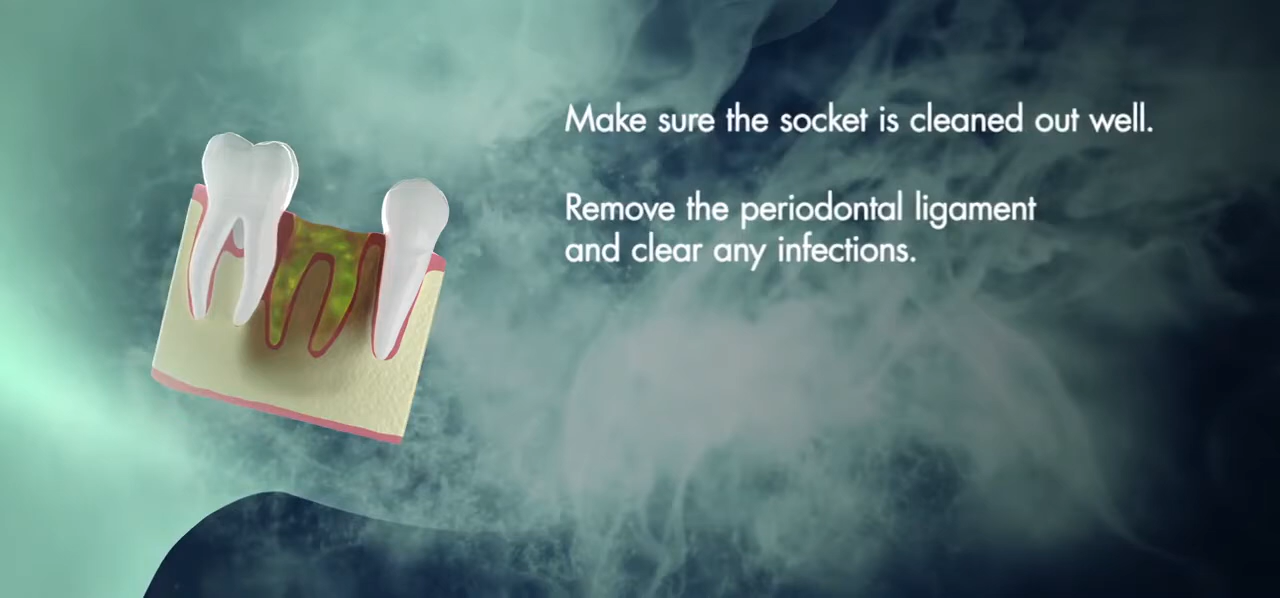 Make sure the socket is cleaned out well.
Remove the periodontal ligament
and clear any infections.